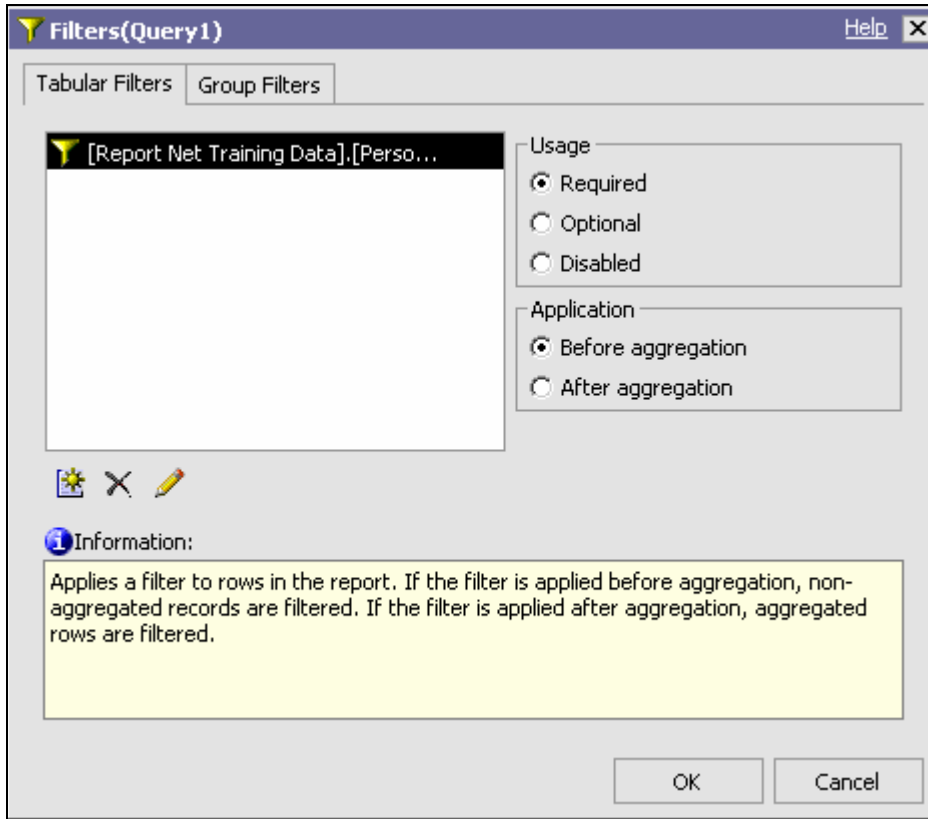 Filters(Query1)
Help
Tabular Filters
Group Filters
[Report Net Training Data].[Perso...
Usage
Required
Optional
Disabled
Application
Before aggregation
After aggregation
Information:
Applies a filter to rows in the report. If the filter is applied before aggregation, non-
aggregated records are filtered. If the filter is applied after aggregation, aggregated
rows are filtered.
OK
Cancel